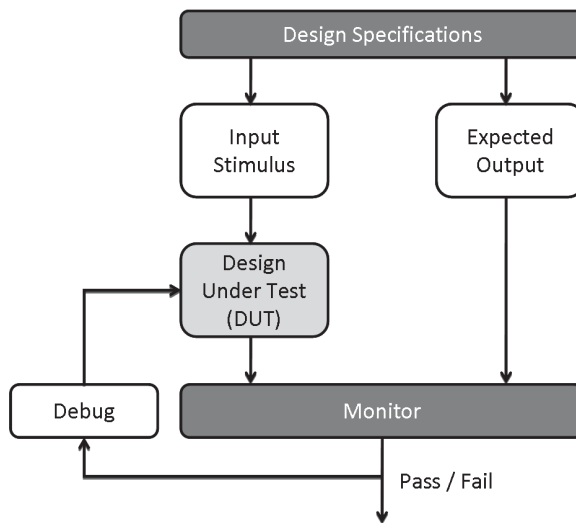 Design Specifications
Input
Stimulus
Expected
Output
Design
Under Test
(DUT)
Debug
Monitor
Pass / Fail